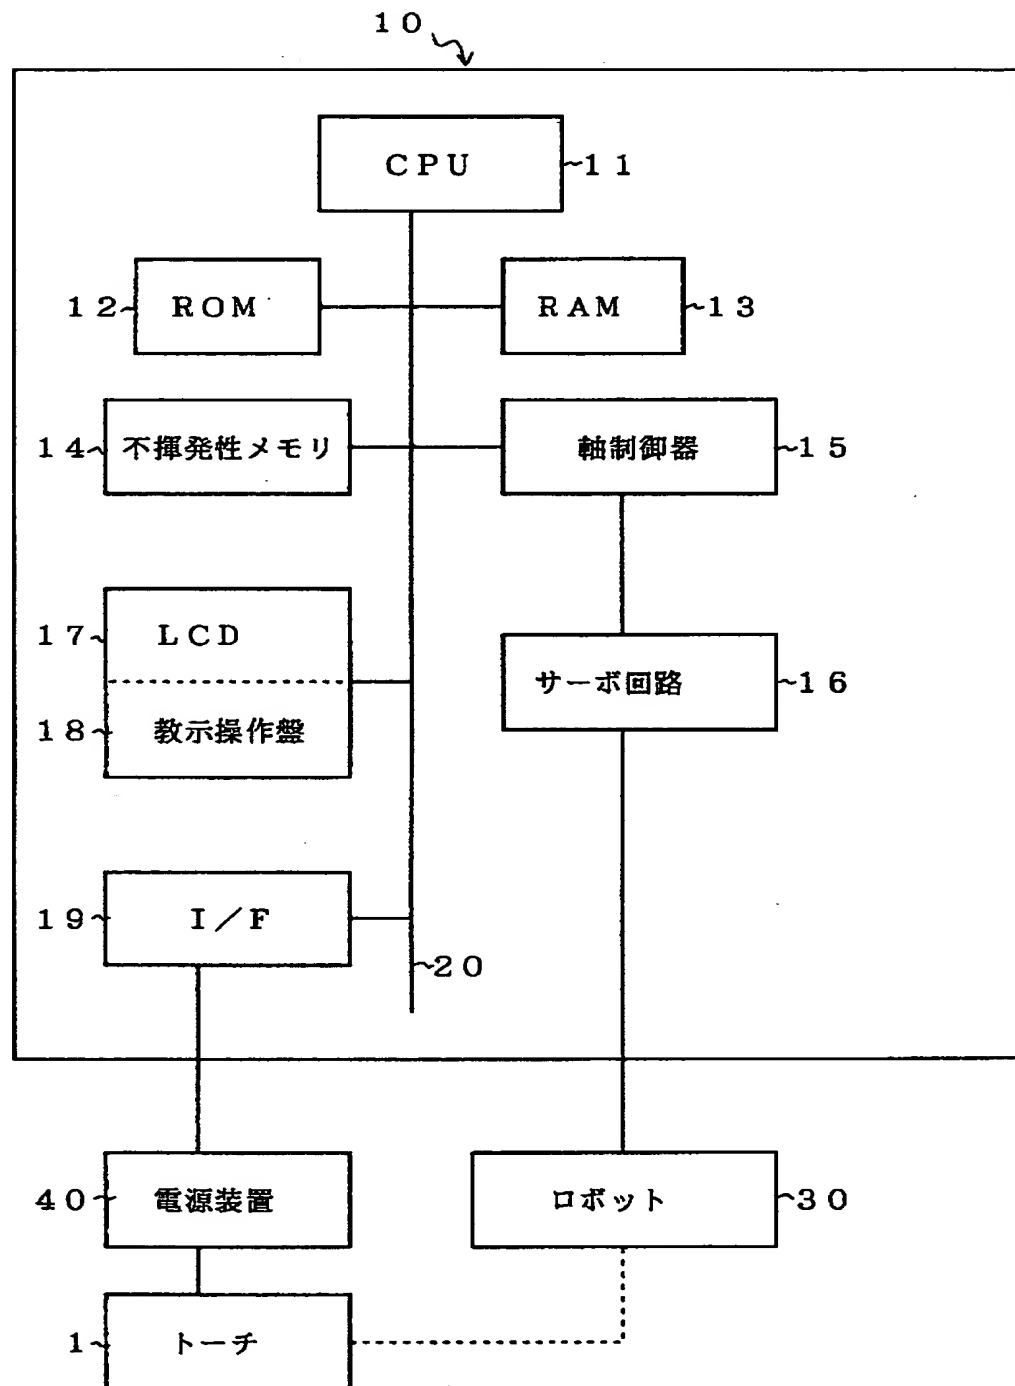 10
CPU 11
12 ROM RAM 13
14 不揮発性メモリ 軸制御器 15
17 LCD
サーボ回路 16
18 教示操作盤
19 I/F
20
40 電源装置 ロボット 30
1 トーチ